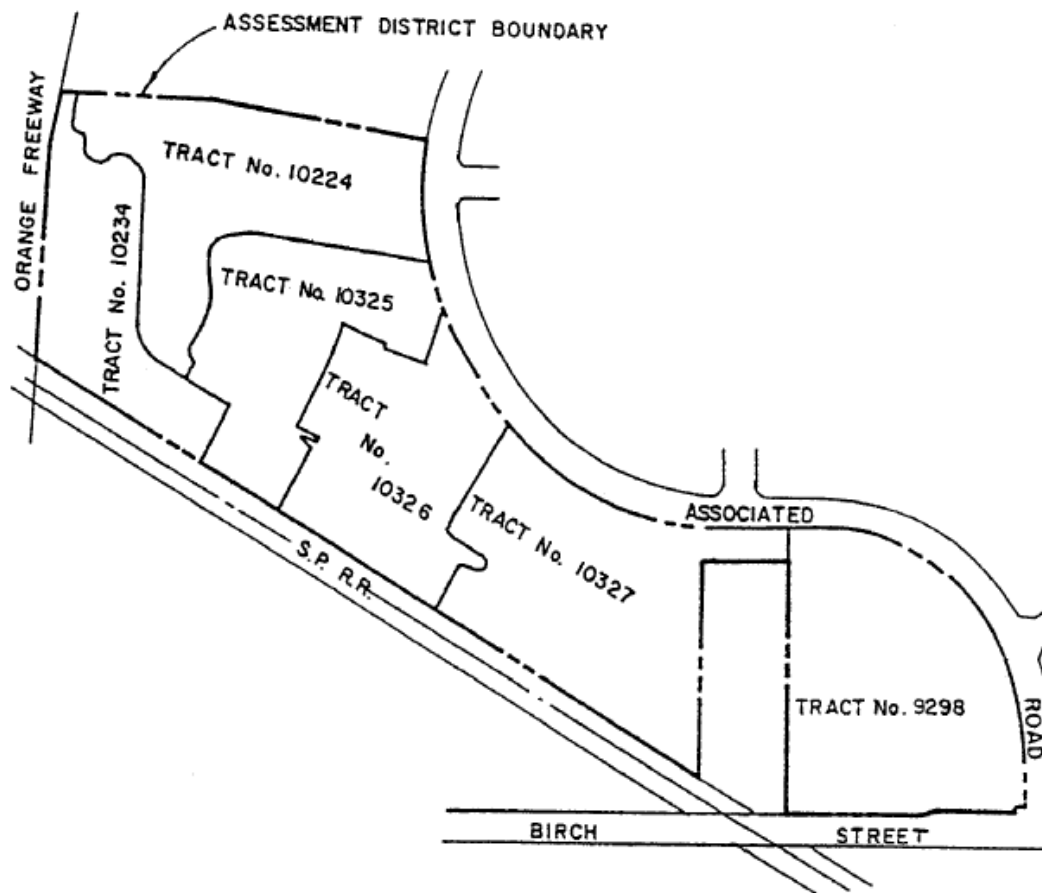 ASSESSMENT DISTRICT BOUNDARY
ORANGE FREEWAY
TRACT No. 10224
TRACT No. 10234
TRACT No. 10325
TRACT
No.
10326
TRACT No. 10327
ASSOCIATED
S.P. R.R.
TRACT No. 9298
ROAD
BIRCH
STREET